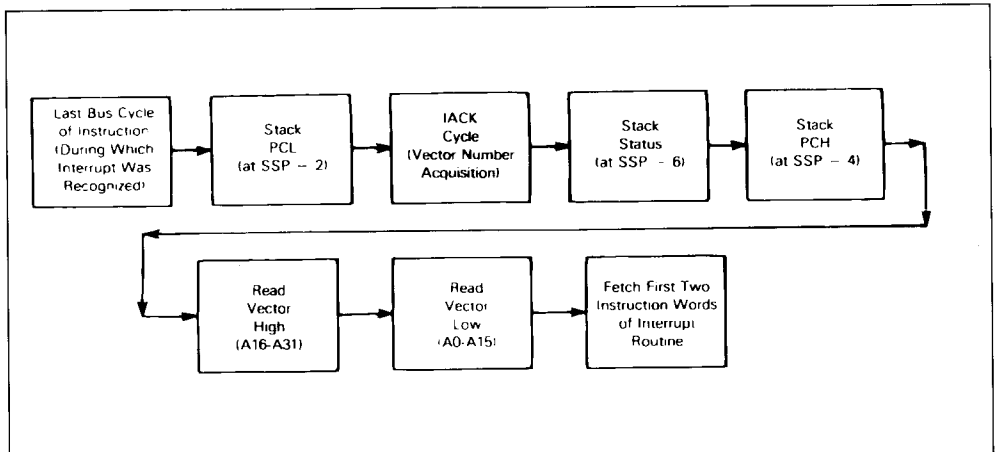 Last Bus Cycle
of Instruction
(During Which
Interrupt Was
Recognized)
Stack
PCL
(at SSP – 2)
IACK
Cycle
(Vector Number
Acquisition)
Stack
Status
(at SSP - 6)
Stack
PCH
(at SSP – 4)
Read
Vector
High
(A16-A31)
Read
Vector
Low
(A0-A15)
Fetch First Two
Instruction Words
of Interrupt
Routine